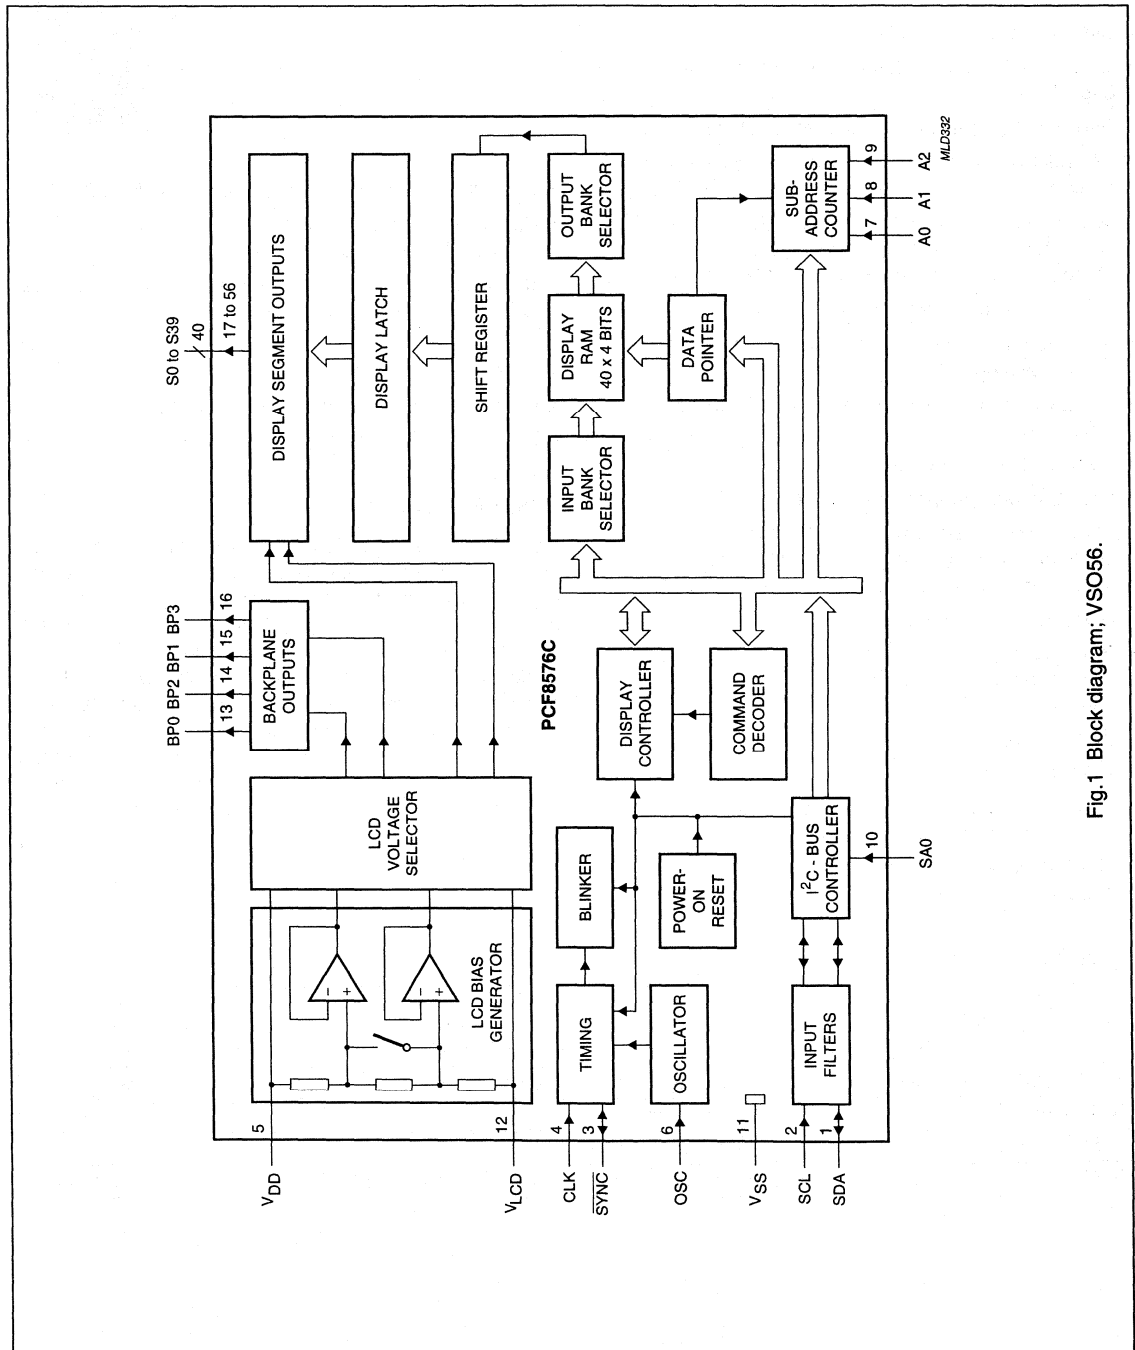 S0 to S39
40
17 to 56
BP0 BP2 BP1 BP3
13 14 15 16
DISPLAY SEGMENT OUTPUTS
BACKPLANE
OUTPUTS
DISPLAY LATCH
SHIFT REGISTER
LCD
VOLTAGE
SELECTOR
LCD BIAS
GENERATOR
- +
- +
VDD
5
VLCD
12
CLK
4
SYNC
3
OSC
6
VSS
11
SCL
2
SDA
1
TIMING
BLINKER
OSCILLATOR
POWER-
ON
RESET
INPUT
FILTERS
I2C - BUS
CONTROLLER
10
SA0
PCF8576C
DISPLAY
CONTROLLER
COMMAND
DECODER
INPUT
BANK
SELECTOR
DISPLAY
RAM
40 x 4 BITS
OUTPUT
BANK
SELECTOR
DATA
POINTER
SUB-
ADDRESS
COUNTER
7 8 9
A0 A1 A2
MLD332
Fig.1 Block diagram; VSO56.